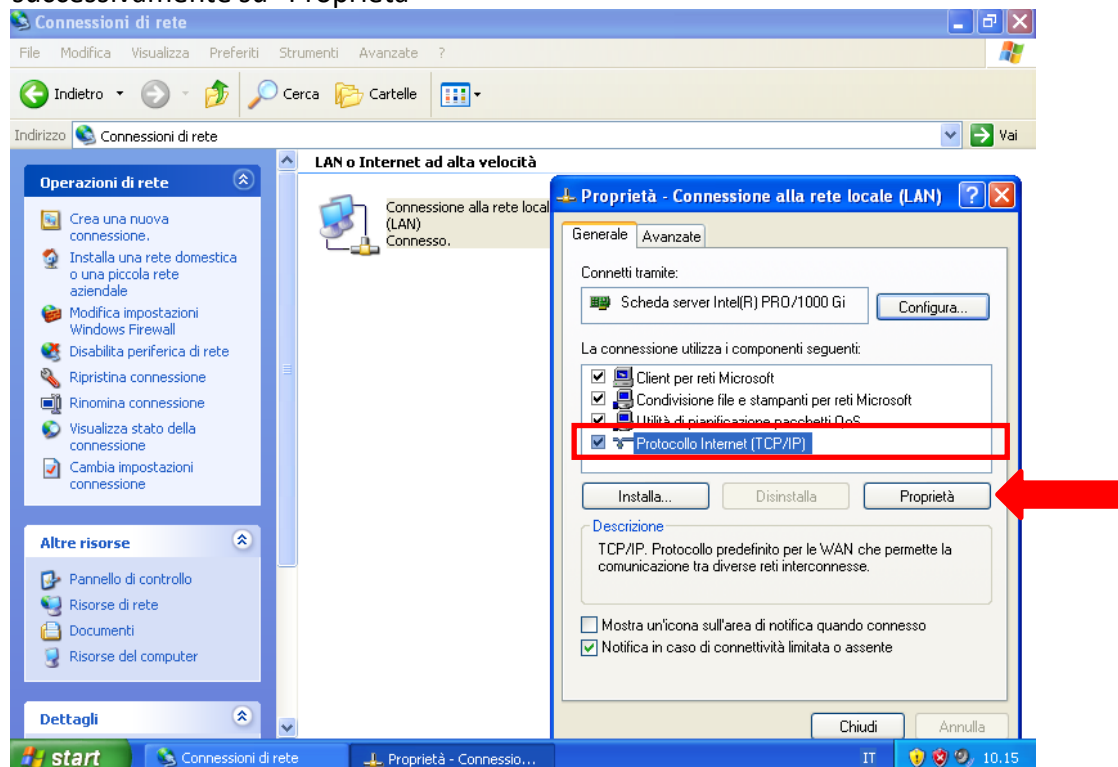 successivamente su "Proprietà"
Connessioni di rete
File Modifica Visualizza Preferiti Strumenti Avanzate ?
Indietro Cerca Cartelle
Indirizzo Connessioni di rete Vai
Operazioni di rete
Crea una nuova
connessione.
Installa una rete domestica
o una piccola rete
aziendale
Modifica impostazioni
Windows Firewall
Disabilita periferica di rete
Ripristina connessione
Rinomina connessione
Visualizza stato della
connessione
Cambia impostazioni
connessione
Altre risorse
Pannello di controllo
Risorse di rete
Documenti
Risorse del computer
Dettagli
LAN o Internet ad alta velocità
Connessione alla rete local
(LAN)
Connesso.
Proprietà - Connessione alla rete locale (LAN)
Generale Avanzate
Connetti tramite:
Scheda server Intel(R) PRO/1000 Gi Configura...
La connessione utilizza i componenti seguenti:
Client per reti Microsoft
Condivisione file e stampanti per reti Microsoft
Utilità di pianificazione pacchetti QoS
Protocollo Internet (TCP/IP)
Installa... Disinstalla Proprietà
Descrizione
TCP/IP. Protocollo predefinito per le WAN che permette la
comunicazione tra diverse reti interconnesse.
Mostra un'icona sull'area di notifica quando connesso
Notifica in caso di connettività limitata o assente
Chiudi Annulla
start Connessioni di rete Proprietà - Connessio... IT 10.15